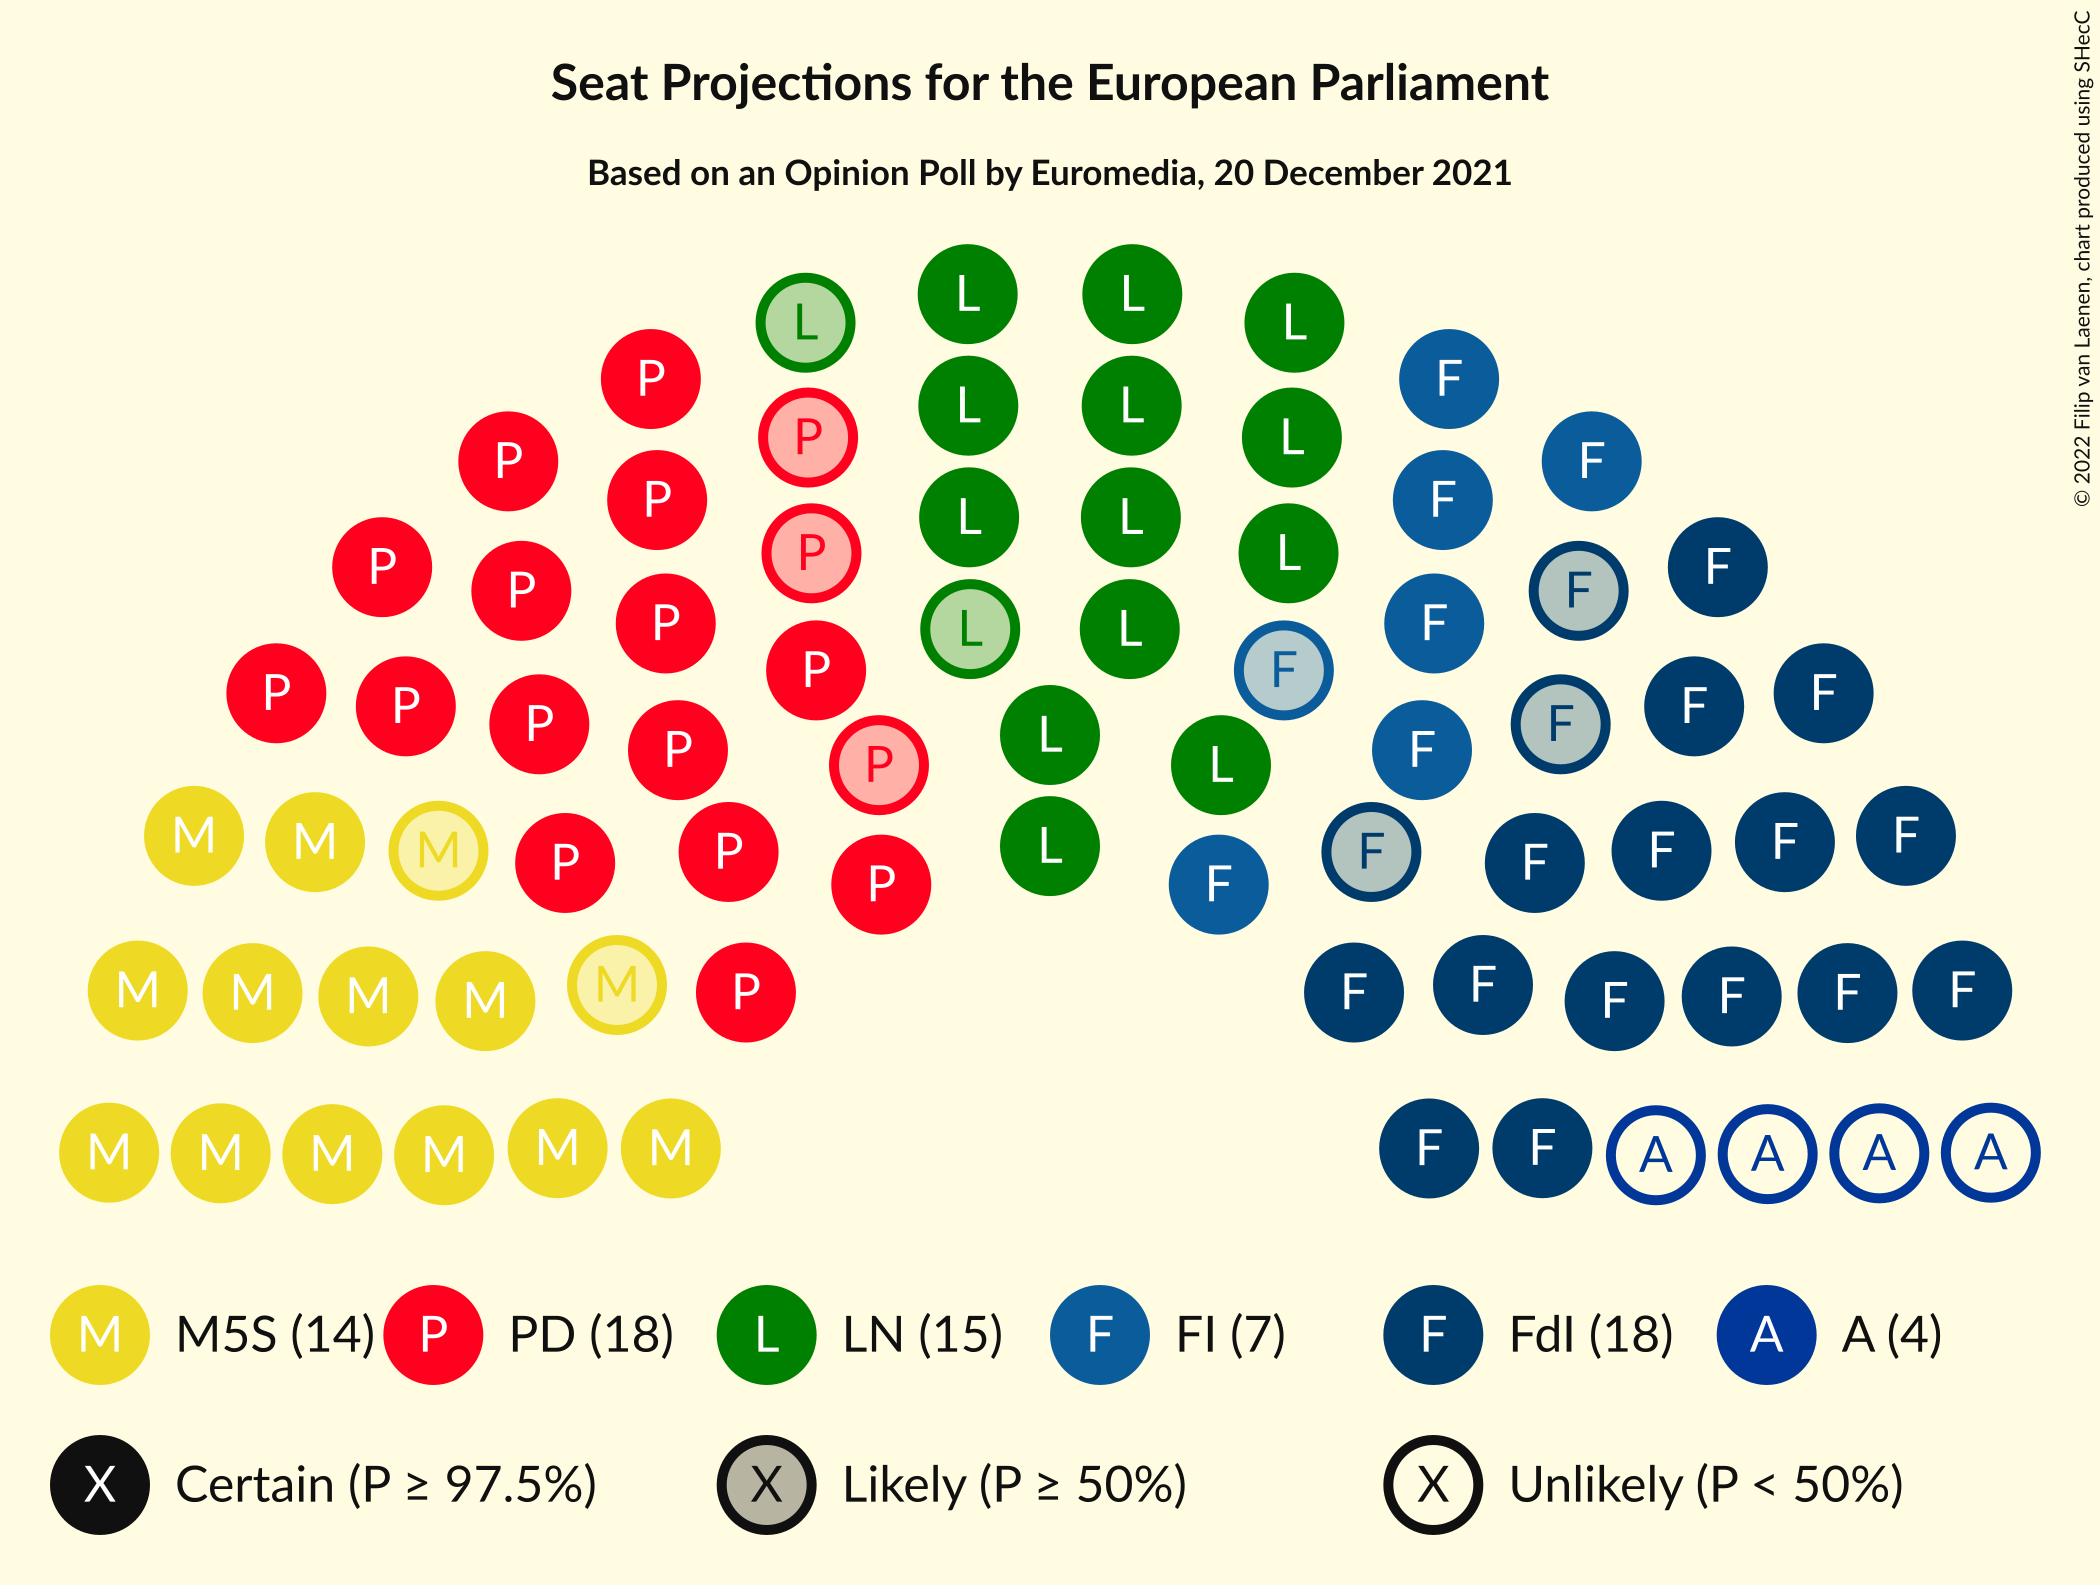 Seat Projections for the European Parliament
Based on an Opinion Poll by Euromedia, 20 December 2021
© 2022 Filip van Laenen, chart produced using SHecC
L L
L L
P F
L L
P L
P F
P F
L L
P L
P F
P F
P F
L L
P F
P F
P L
P F
P F
P F
P F
L
P F
P L
M F
M F
M F
P F
P F
L
P F
M F
M F
M F
M F
M F
P F
M M M M M M F F A A A A
M M5S (14) P PD (18) L LN (15) F FI (7) F FdI (18) A A (4)
X Certain (P ≥ 97.5%) X Likely (P ≥ 50%) X Unlikely (P < 50%)